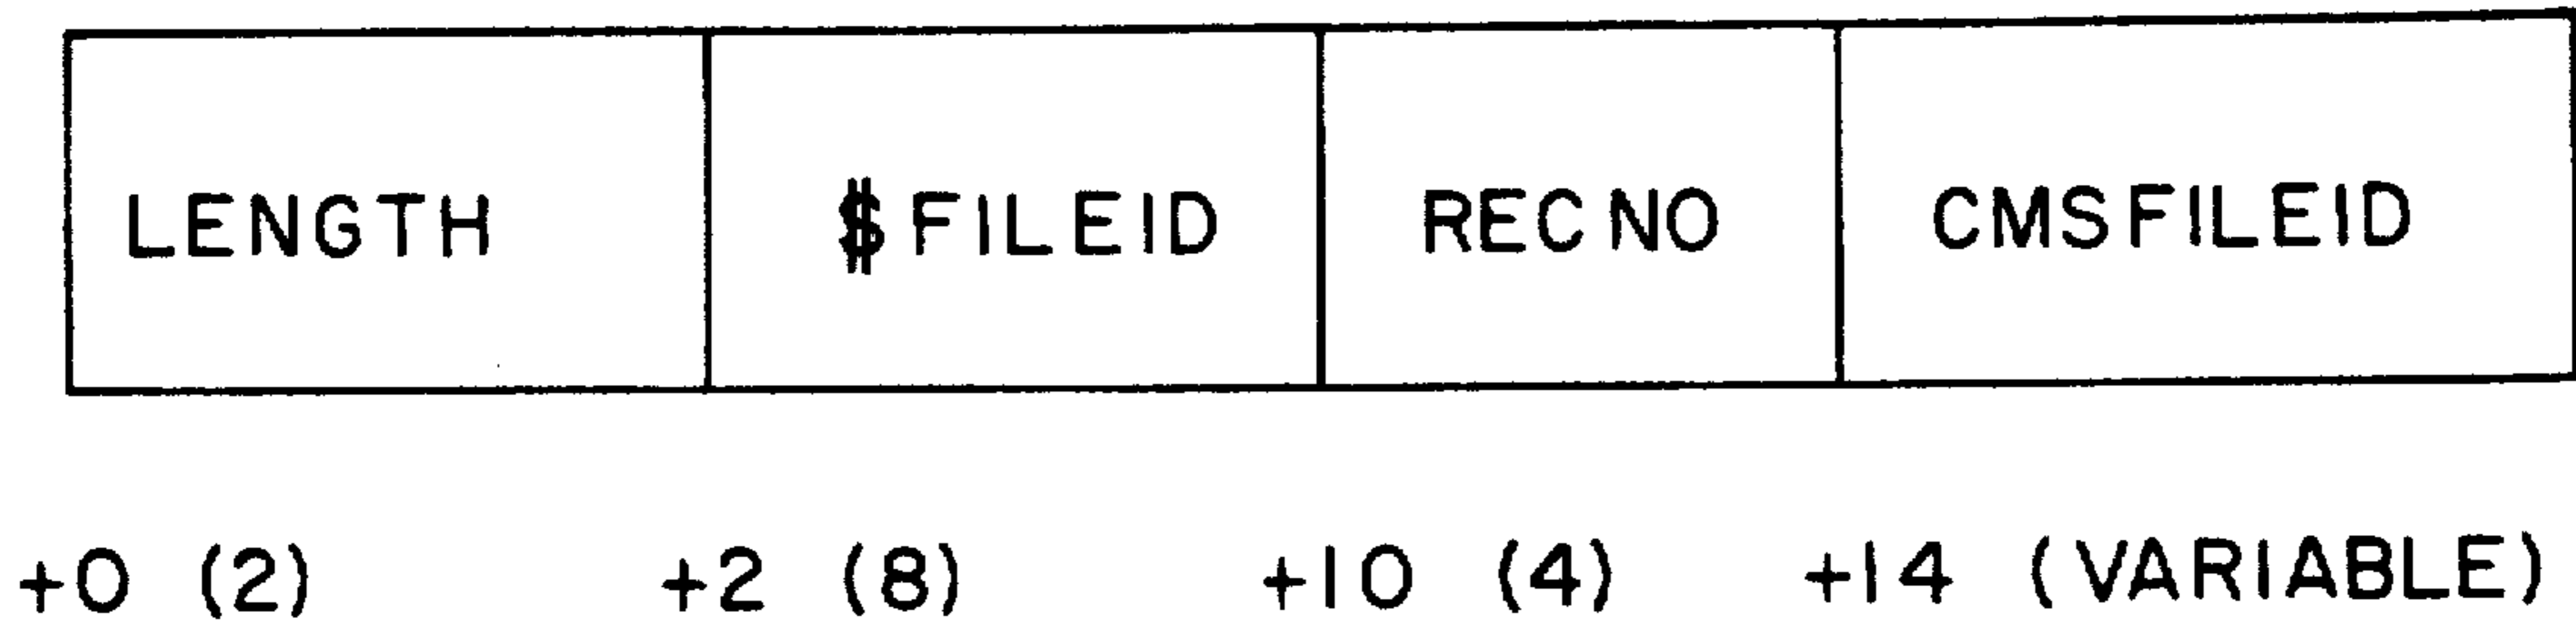 LENGTH $FILEID RECNO CMSFILEID
+0 (2) +2 (8) +10 (4) +14 (VARIABLE)